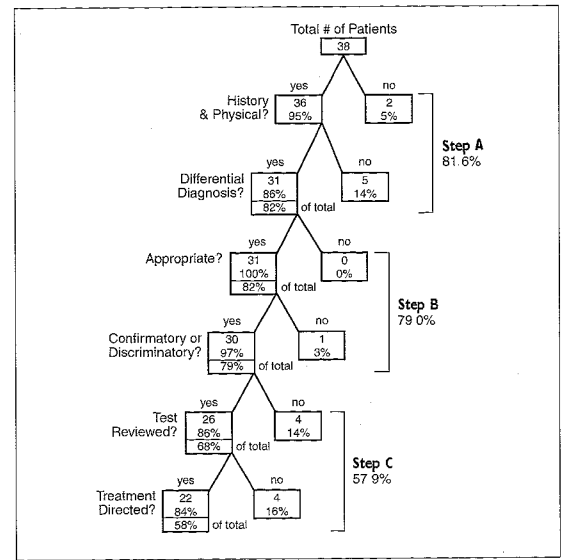 Total # of Patients
38
yes no
History & Physical?
36
95%
2
5%
Step A
81.6%
yes no
Differential Diagnosis?
31
86%
82% of total
5
14%
yes no
Appropriate?
31
100%
82% of total
0
0%
Step B
79 0%
yes no
Confirmatory or Discriminatory?
30
97%
79% of total
1
3%
yes no
Test Reviewed?
26
86%
68% of total
4
14%
Step C
57 9%
yes no
Treatment Directed?
22
84%
58% of total
4
16%